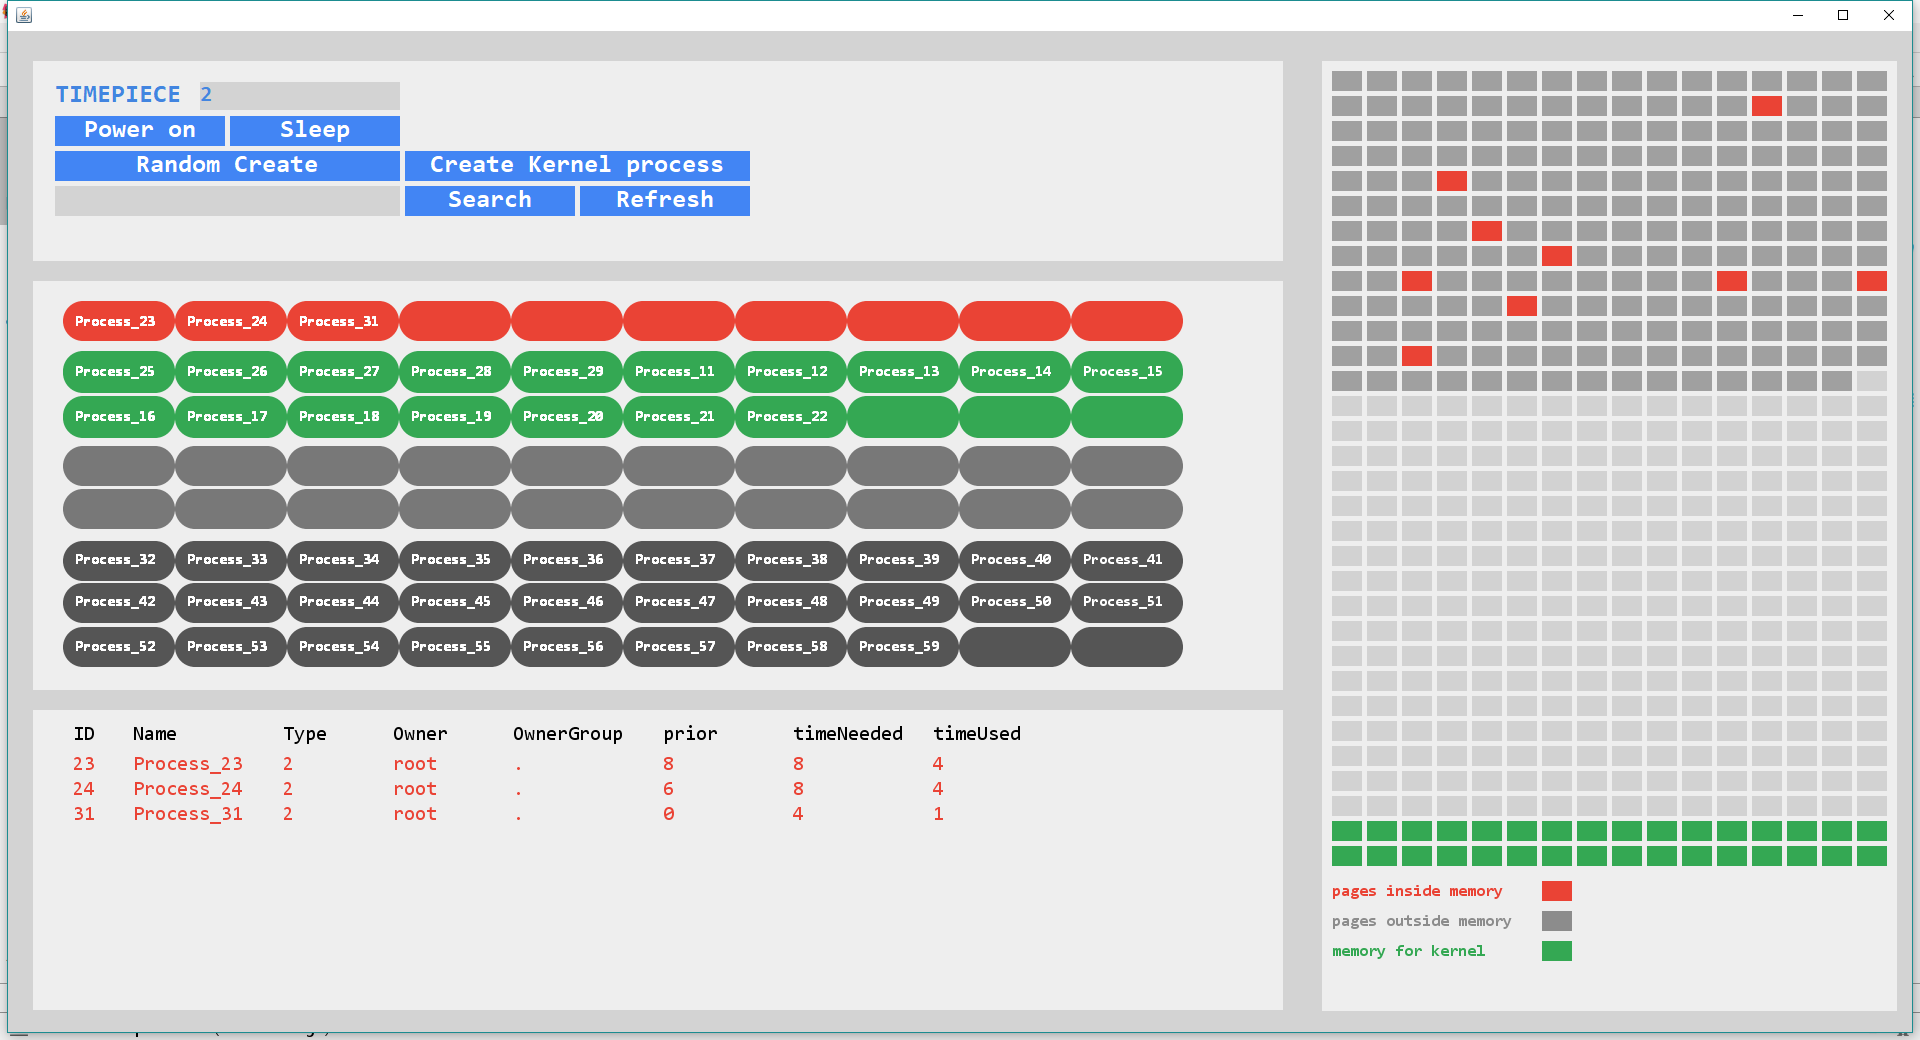 TIMEPIECE 2
Power on Sleep
Random Create Create Kernel process
Search Refresh
Process_23 Process_24 Process_31
Process_25 Process_26 Process_27 Process_28 Process_29 Process_11 Process_12 Process_13 Process_14 Process_15
Process_16 Process_17 Process_18 Process_19 Process_20 Process_21 Process_22
Process_32 Process_33 Process_34 Process_35 Process_36 Process_37 Process_38 Process_39 Process_40 Process_41
Process_42 Process_43 Process_44 Process_45 Process_46 Process_47 Process_48 Process_49 Process_50 Process_51
Process_52 Process_53 Process_54 Process_55 Process_56 Process_57 Process_58 Process_59
ID Name Type Owner OwnerGroup prior timeNeeded timeUsed
23 Process_23 2 root . 8 8 4
24 Process_24 2 root . 6 8 4
31 Process_31 2 root . 0 4 1
pages inside memory
pages outside memory
memory for kernel